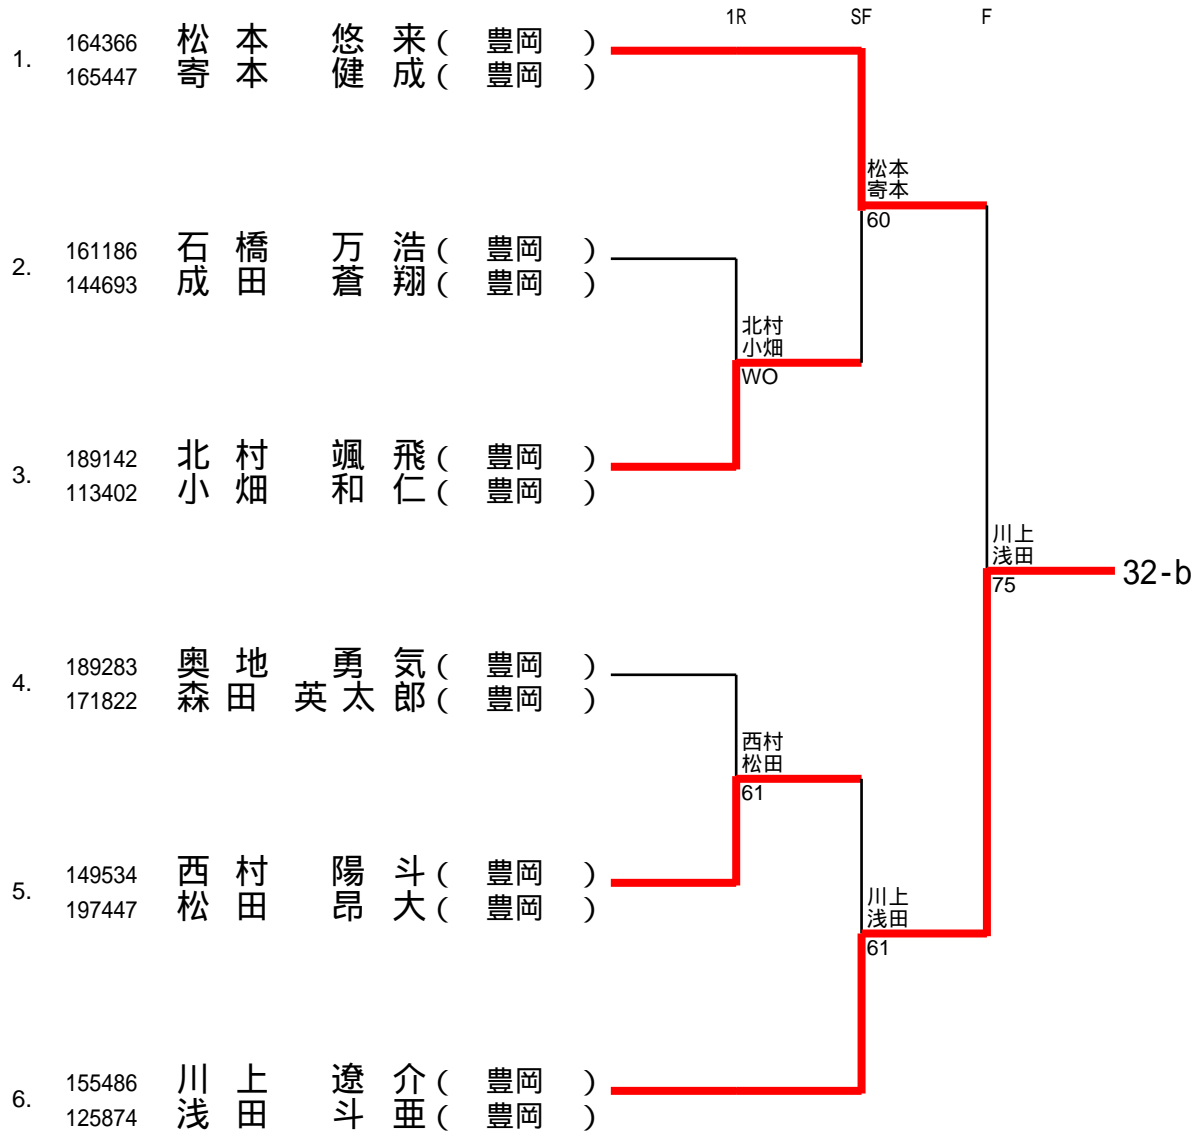 1R SF F
1. 164366 松本 悠来( 豊岡 )
165447 寄本 健成( 豊岡 )
松本
寄本
60
2. 161186 石橋 万浩( 豊岡 )
144693 成田 蒼翔( 豊岡 )
北村
小畑
WO
3. 189142 北村 颯飛( 豊岡 )
113402 小畑 和仁( 豊岡 )
川上
浅田
75
32-b
4. 189283 奥地 勇気( 豊岡 )
171822 森田 英太郎( 豊岡 )
西村
松田
61
5. 149534 西村 陽斗( 豊岡 )
197447 松田 昂大( 豊岡 )
川上
浅田
61
6. 155486 川上 遼介( 豊岡 )
125874 浅田 斗亜( 豊岡 )